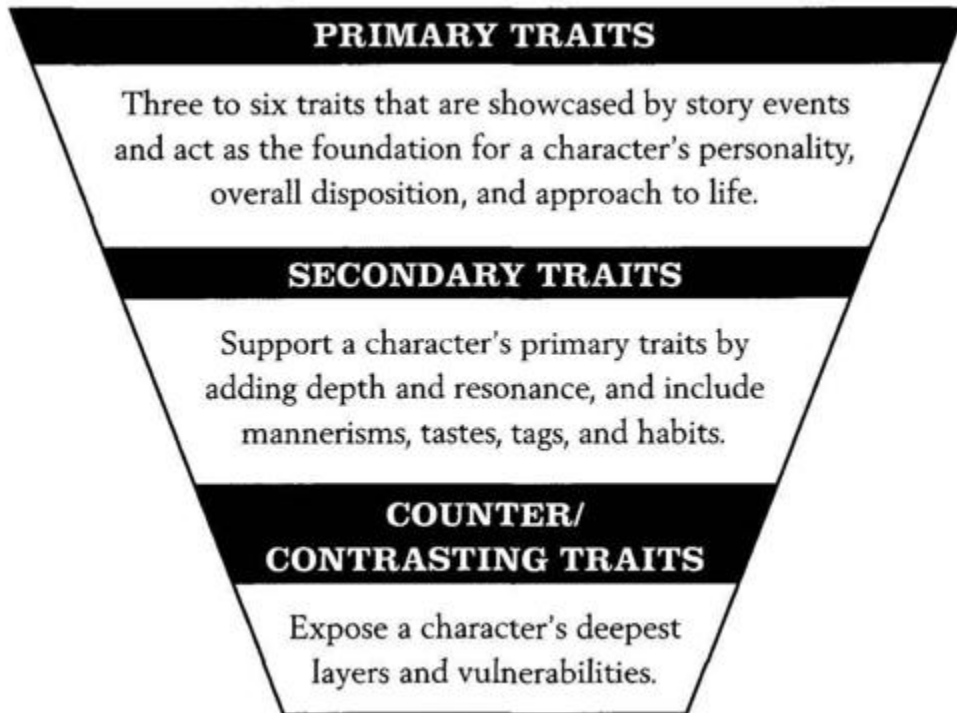 PRIMARY TRAITS
Three to six traits that are showcased by story events
and act as the foundation for a character's personality,
overall disposition, and approach to life.
SECONDARY TRAITS
Support a character's primary traits by
adding depth and resonance, and include
mannerisms, tastes, tags, and habits.
COUNTER/
CONTRASTING TRAITS
Expose a character's deepest
layers and vulnerabilities.